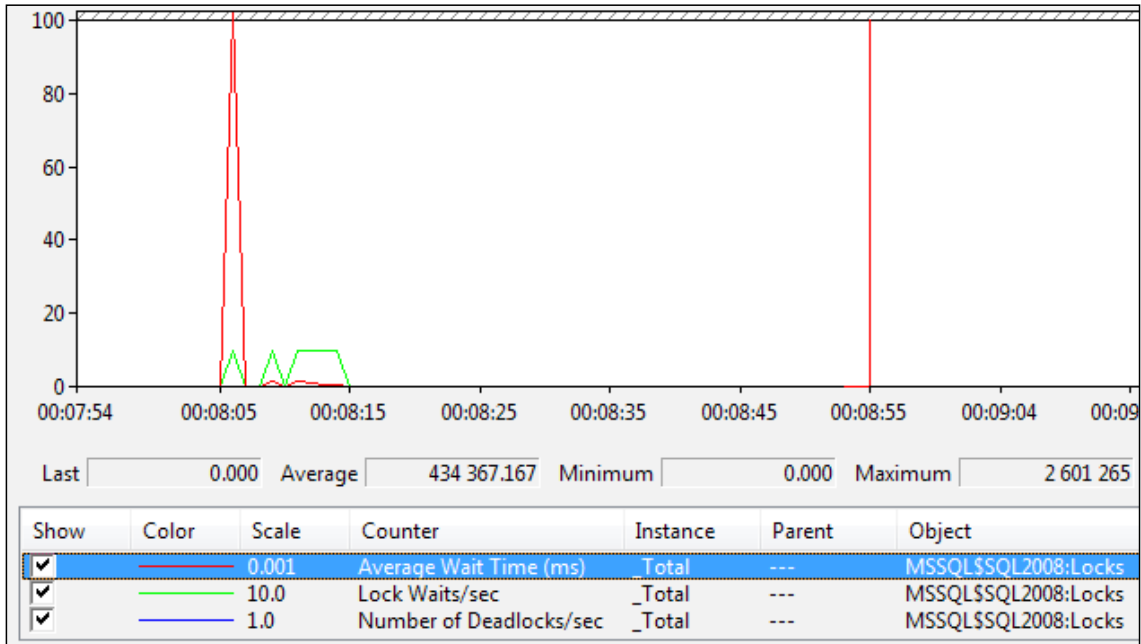 100
80
60
40
20
0
00:07:54 00:08:05 00:08:15 00:08:25 00:08:35 00:08:45 00:08:55 00:09:04 00:09
Last 0.000 Average 434 367.167 Minimum 0.000 Maximum 2 601 265
Show Color Scale Counter Instance Parent Object
0.001 Average Wait Time (ms) _Total --- MSSQL$SQL2008:Locks
10.0 Lock Waits/sec _Total --- MSSQL$SQL2008:Locks
1.0 Number of Deadlocks/sec _Total --- MSSQL$SQL2008:Locks